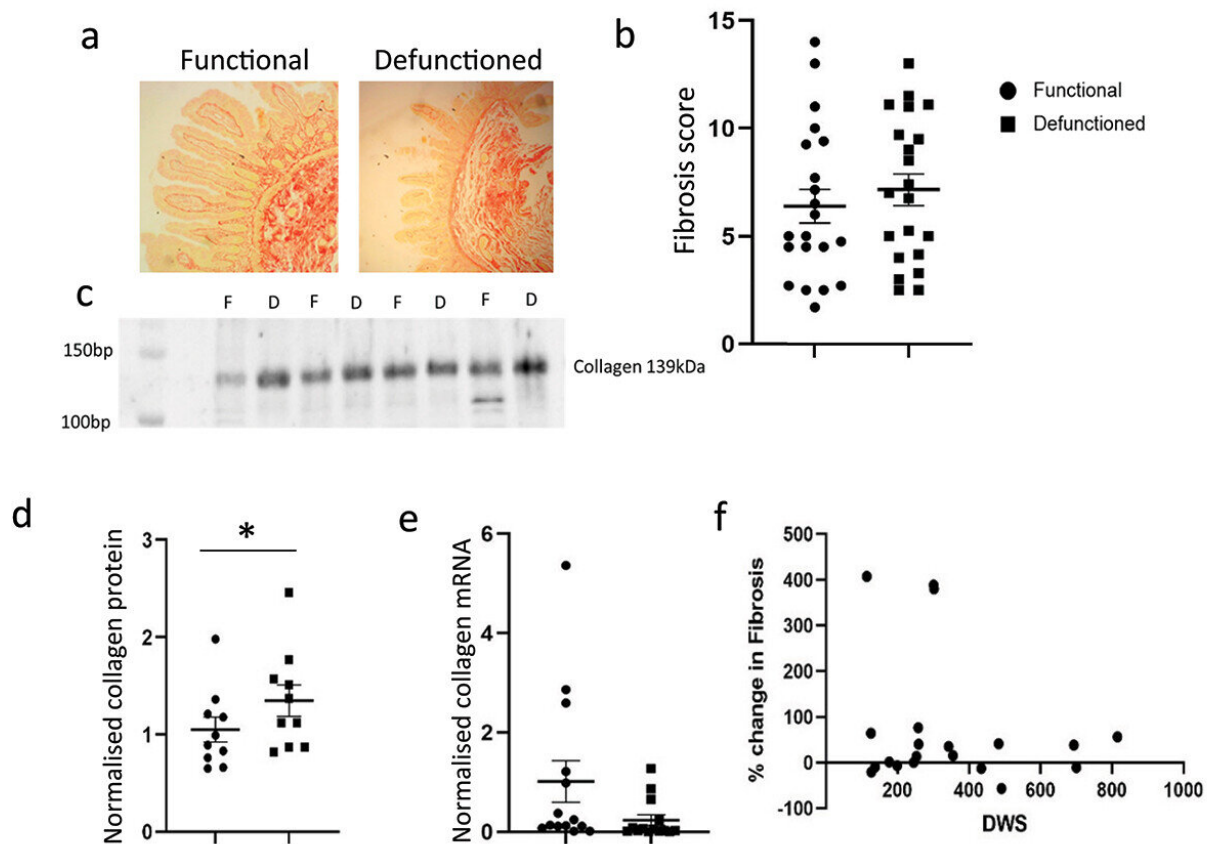 a
Functional Defunctioned
c
F D F D F D F D
150bp
100bp
Collagen 139kDa
b
Fibrosis score
15
10
5
0
Functional
Defunctioned
d
Normalised collagen protein
3
2
1
0
*
e
Normalised collagen mRNA
6
4
2
0
f
% change in Fibrosis
500
400
300
200
100
0
-100
200 400 600 800 1000
DWS